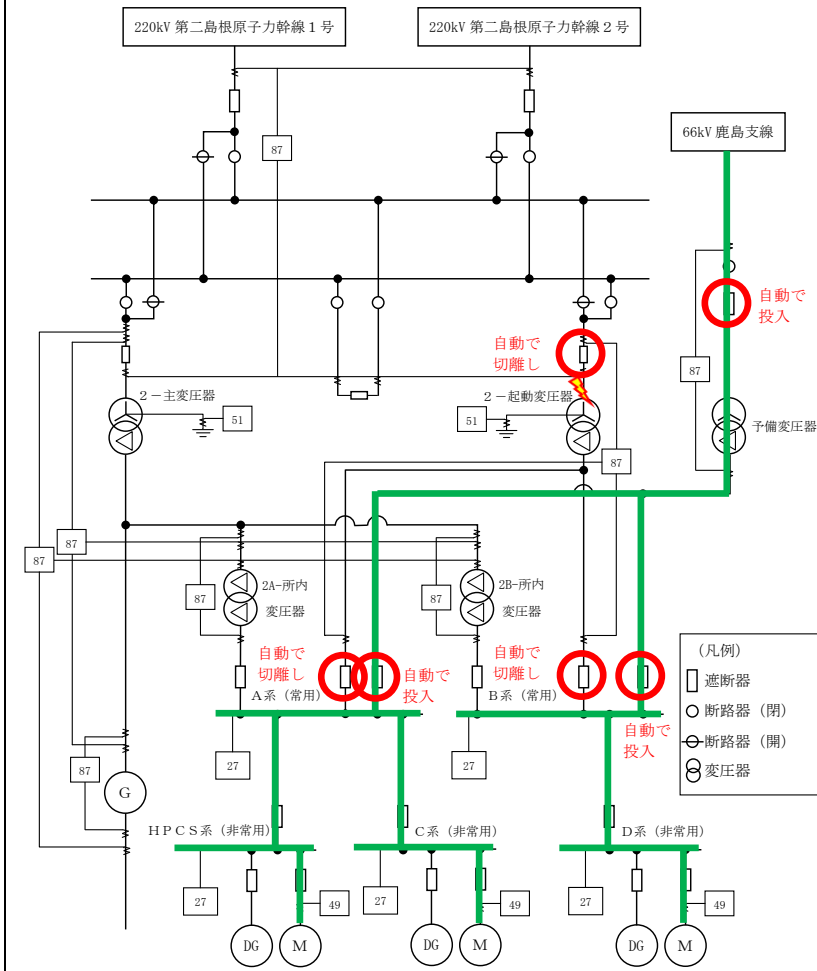 220kV 第二島根原子力幹線１号
220kV 第二島根原子力幹線２号
66kV 鹿島支線
87
自動で
投入
自動で
切離し
87
２－主変圧器
51
２－起動変圧器
51
予備変圧器
87
87
87
2A-所内
変圧器
87
2B-所内
変圧器
87
自動で
切離し
自動で
投入
自動で
切離し
Ａ系（常用）
Ｂ系（常用）
自動で
投入
（凡例）
遮断器
断路器（閉）
断路器（開）
変圧器
27
27
87
G
ＨＰＣＳ系（非常用）
Ｃ系（非常用）
Ｄ系（非常用）
27
49
27
49
27
49
DG
M
DG
M
DG
M